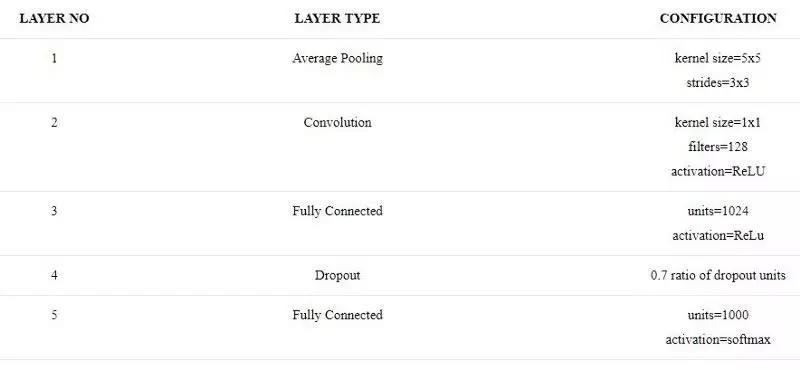 LAYER NO LAYER TYPE CONFIGURATION
1 Average Pooling kernel size=5x5
strides=3x3
2 Convolution kernel size=1x1
filters=128
activation=ReLU
3 Fully Connected units=1024
activation=ReLu
4 Dropout 0.7 ratio of dropout units
5 Fully Connected units=1000
activation=softmax